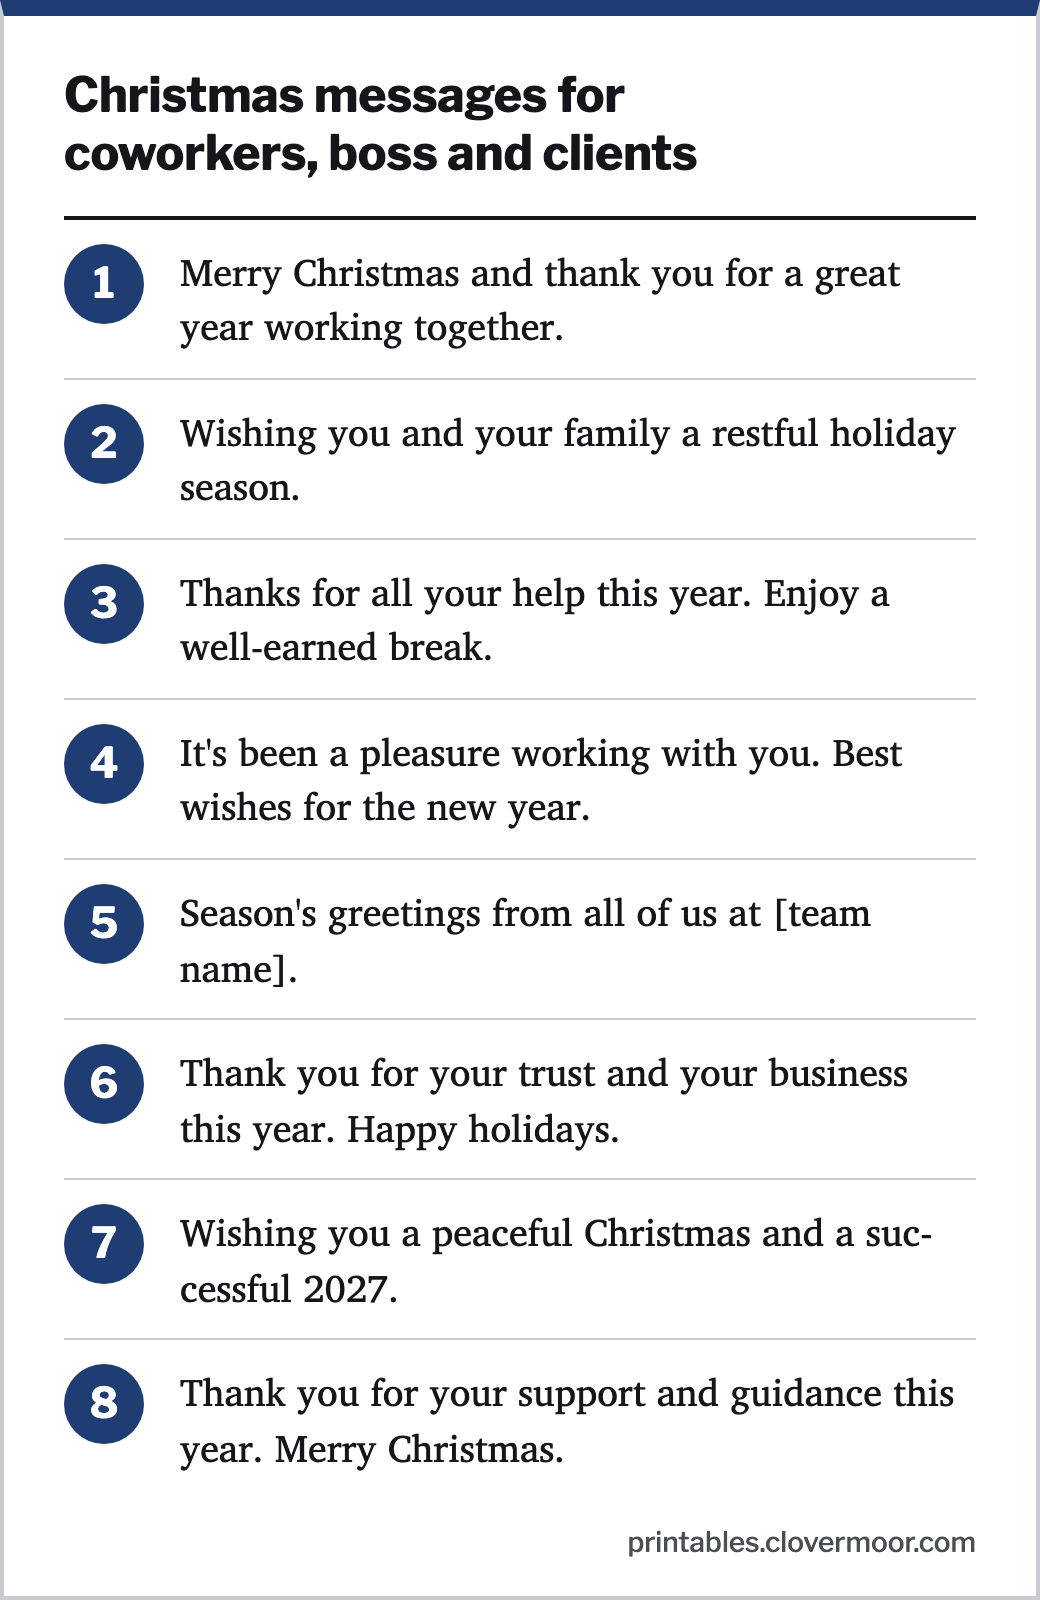 Christmas messages for
coworkers, boss and clients
1
Merry Christmas and thank you for a great
year working together.
2
Wishing you and your family a restful holiday
season.
3
Thanks for all your help this year. Enjoy a
well-earned break.
4
It's been a pleasure working with you. Best
wishes for the new year.
5
Season's greetings from all of us at [team
name].
6
Thank you for your trust and your business
this year. Happy holidays.
7
Wishing you a peaceful Christmas and a suc-
cessful 2027.
8
Thank you for your support and guidance this
year. Merry Christmas.
printables.clovermoor.com